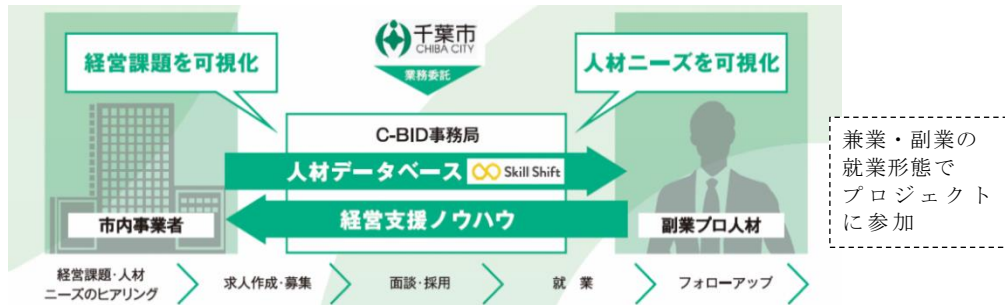 千葉市
CHIBA CITY
業務委託
経営課題を可視化
人材ニーズを可視化
C-BID事務局
人材データベース Skill Shift
経営支援ノウハウ
市内事業者
副業プロ人材
兼業・副業の
就業形態で
プロジェクト
に参加
経営課題・人材
ニーズのヒアリング
求人作成・募集
面談・採用
就 業
フォローアップ